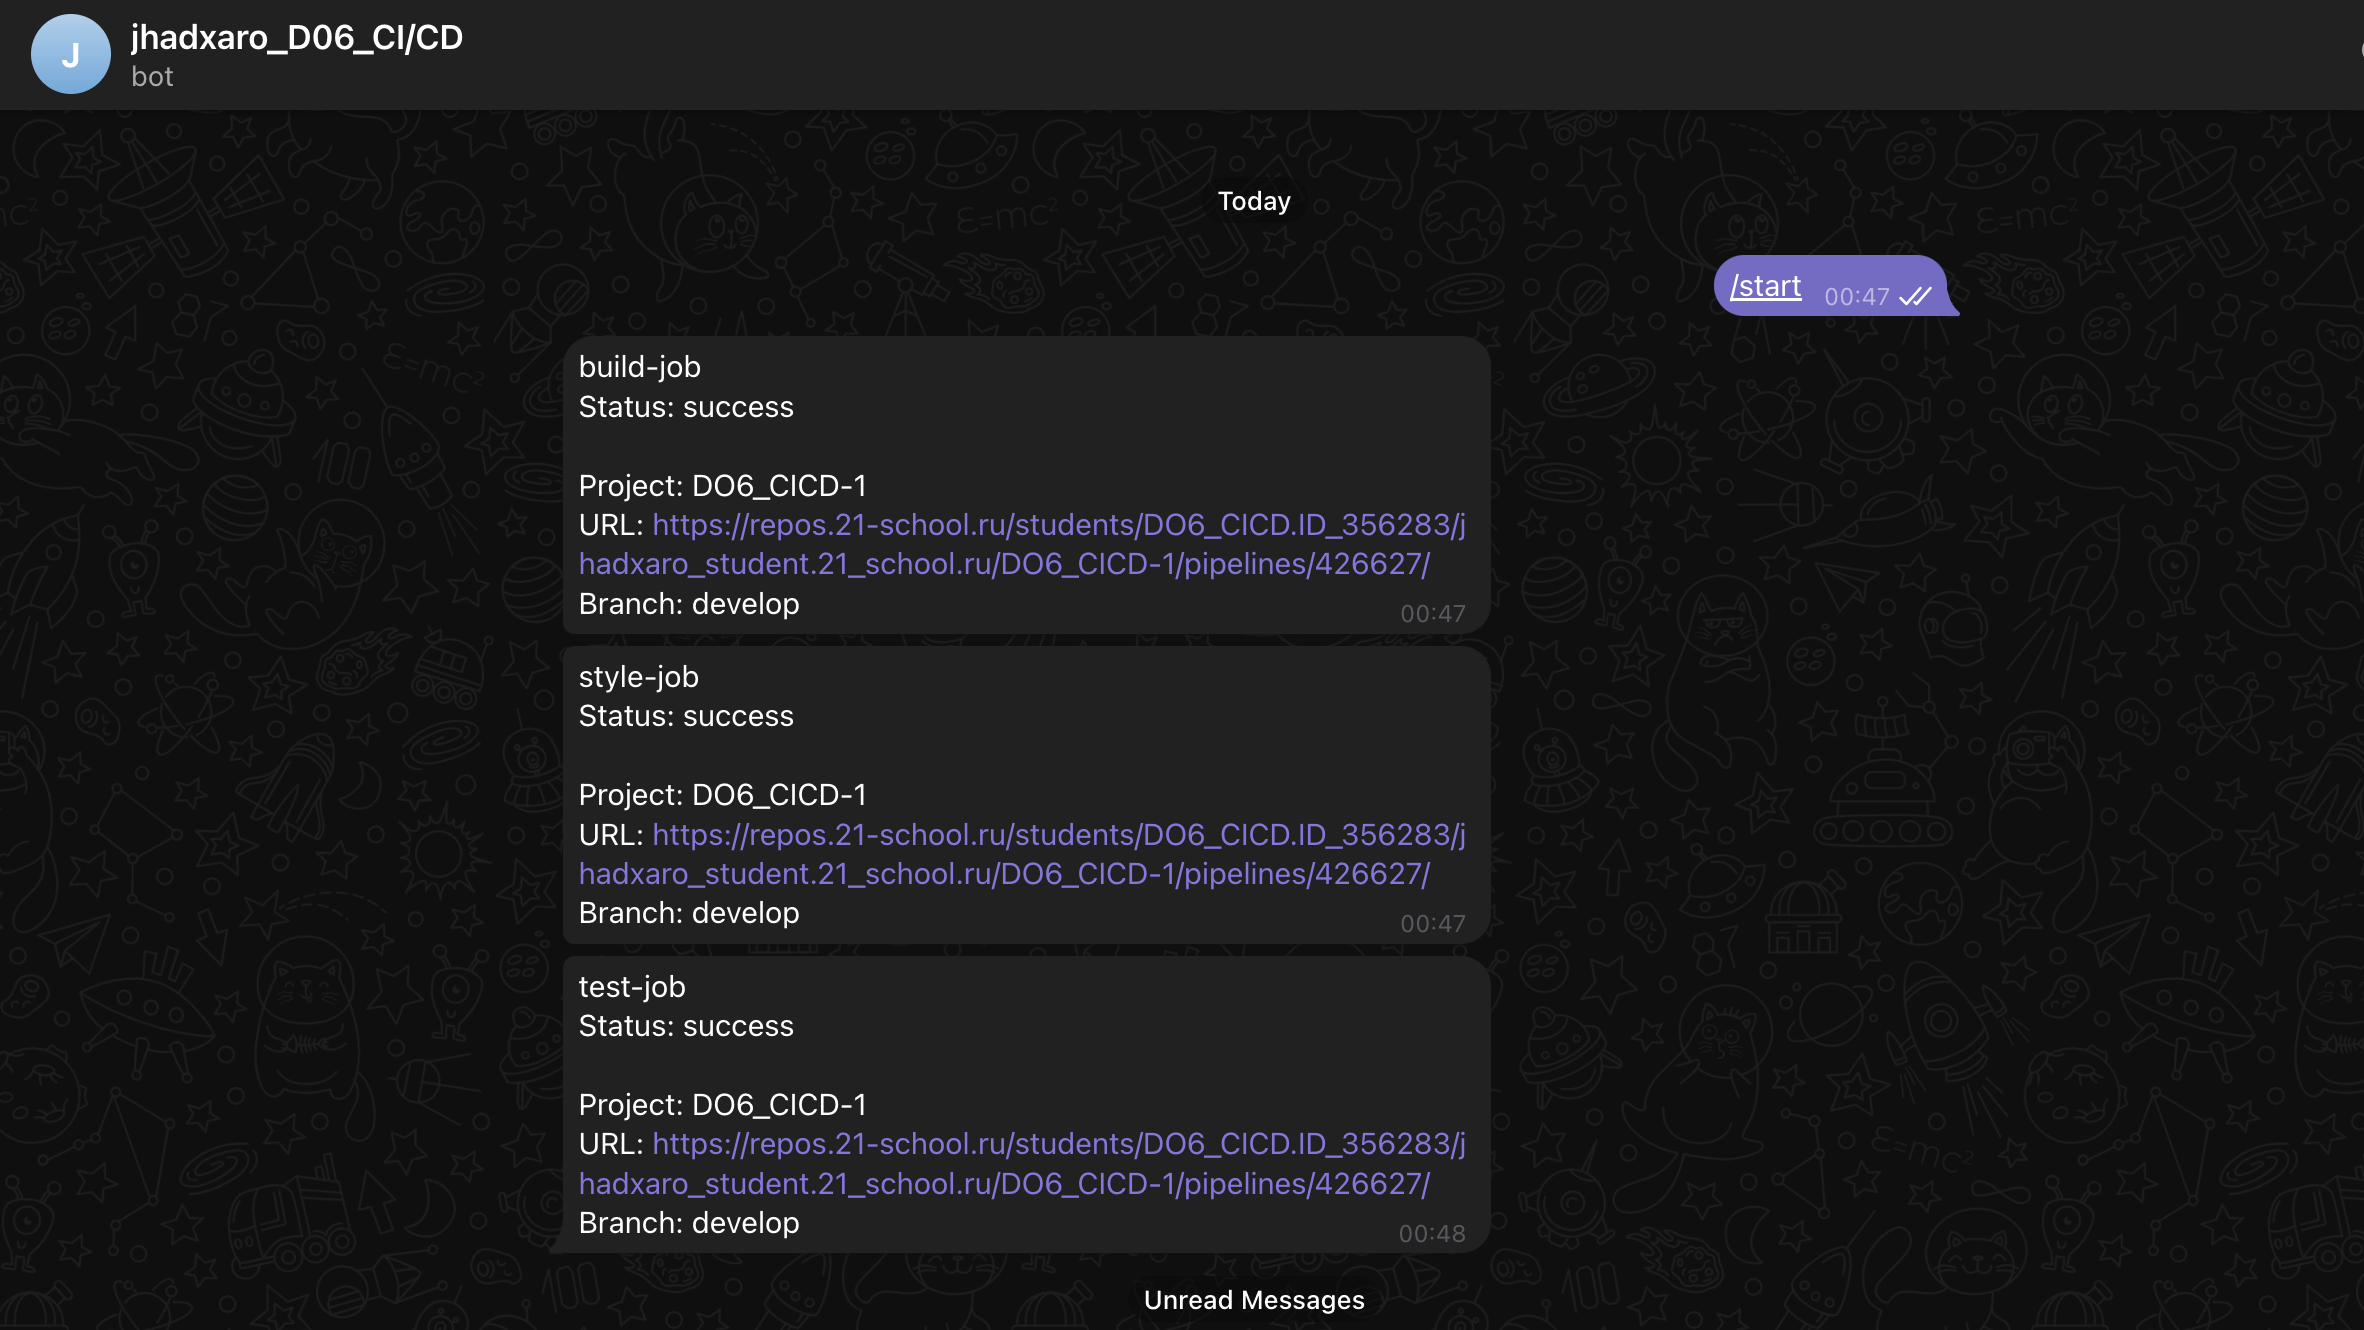 J
jhadxaro_D06_CI/CD
bot
Today
/start 00:47
build-job
Status: success
Project: DO6_CICD-1
URL: https://repos.21-school.ru/students/DO6_CICD.ID_356283/j
hadxaro_student.21_school.ru/DO6_CICD-1/pipelines/426627/
Branch: develop
00:47
style-job
Status: success
Project: DO6_CICD-1
URL: https://repos.21-school.ru/students/DO6_CICD.ID_356283/j
hadxaro_student.21_school.ru/DO6_CICD-1/pipelines/426627/
Branch: develop
00:47
test-job
Status: success
Project: DO6_CICD-1
URL: https://repos.21-school.ru/students/DO6_CICD.ID_356283/j
hadxaro_student.21_school.ru/DO6_CICD-1/pipelines/426627/
Branch: develop
00:48
Unread Messages